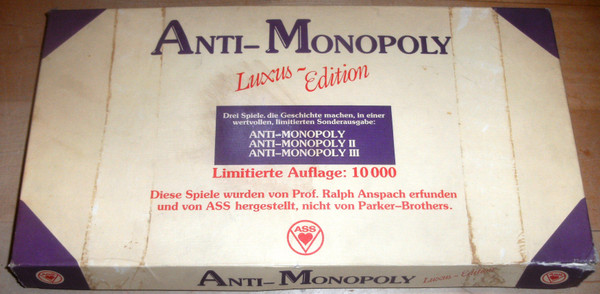 ANTI-MONOPOLY
Luxus-Edition
Drei Spiele, die Geschichte machen, in einer
wertvollen, limitierten Sonderausgabe:
ANTI-MONOPOLY
ANTI-MONOPOLY II
ANTI-MONOPOLY III
Limitierte Auflage: 10 000
Diese Spiele wurden von Prof. Ralph Anspach erfunden
und von ASS hergestellt, nicht von Parker-Brothers.
ASS
ANTI-MONOPOLY Luxus-Edition